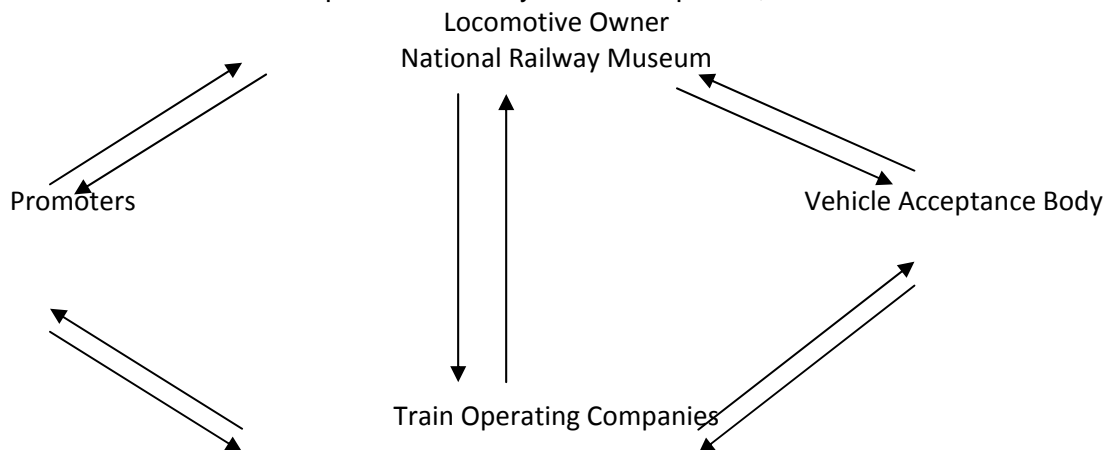 Locomotive Owner
National Railway Museum
Promoters
Vehicle Acceptance Body
Train Operating Companies